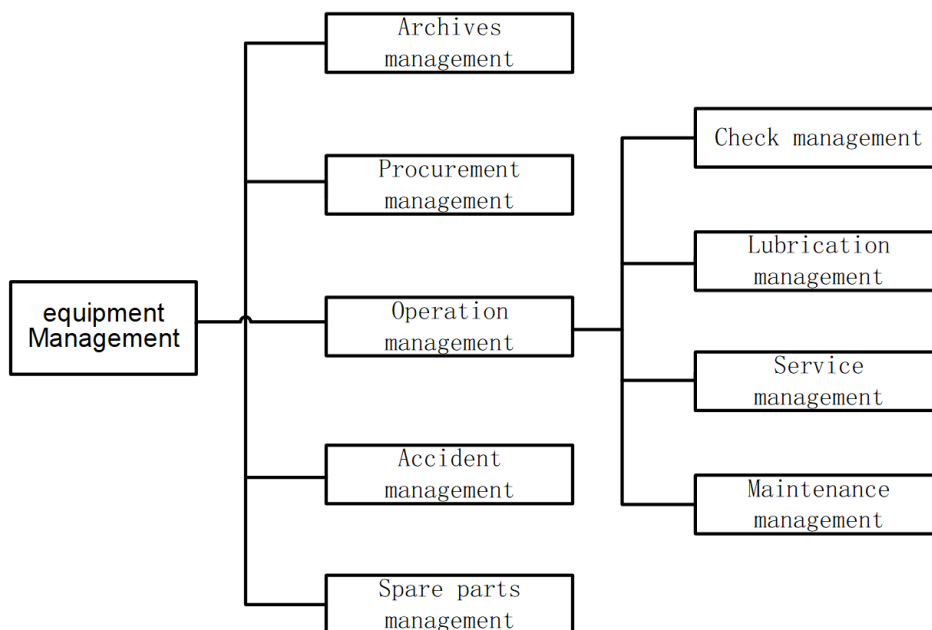 Archives
management
Procurement
management
equipment
Management
Operation
management
Accident
management
Spare parts
management
Check management
Lubrication
management
Service
management
Maintenance
management